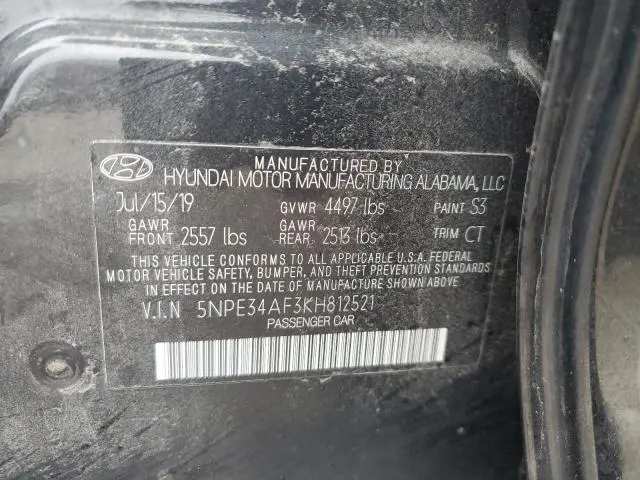 MANUFACTURED BY
HYUNDAI MOTOR MANUFACTURING ALABAMA, LLC
Jul/15/19 GVWR 4497 lbs PAINT S3
GAWR FRONT 2557 lbs GAWR REAR 2513 lbs TRIM CT
THIS VEHICLE CONFORMS TO ALL APPLICABLE U.S.A. FEDERAL
MOTOR VEHICLE SAFETY, BUMPER, AND THEFT PREVENTION STANDARDS
IN EFFECT ON THE DATE OF MANUFACTURE SHOWN ABOVE.
V.I.N 5NPE34AF3KH812521
PASSENGER CAR